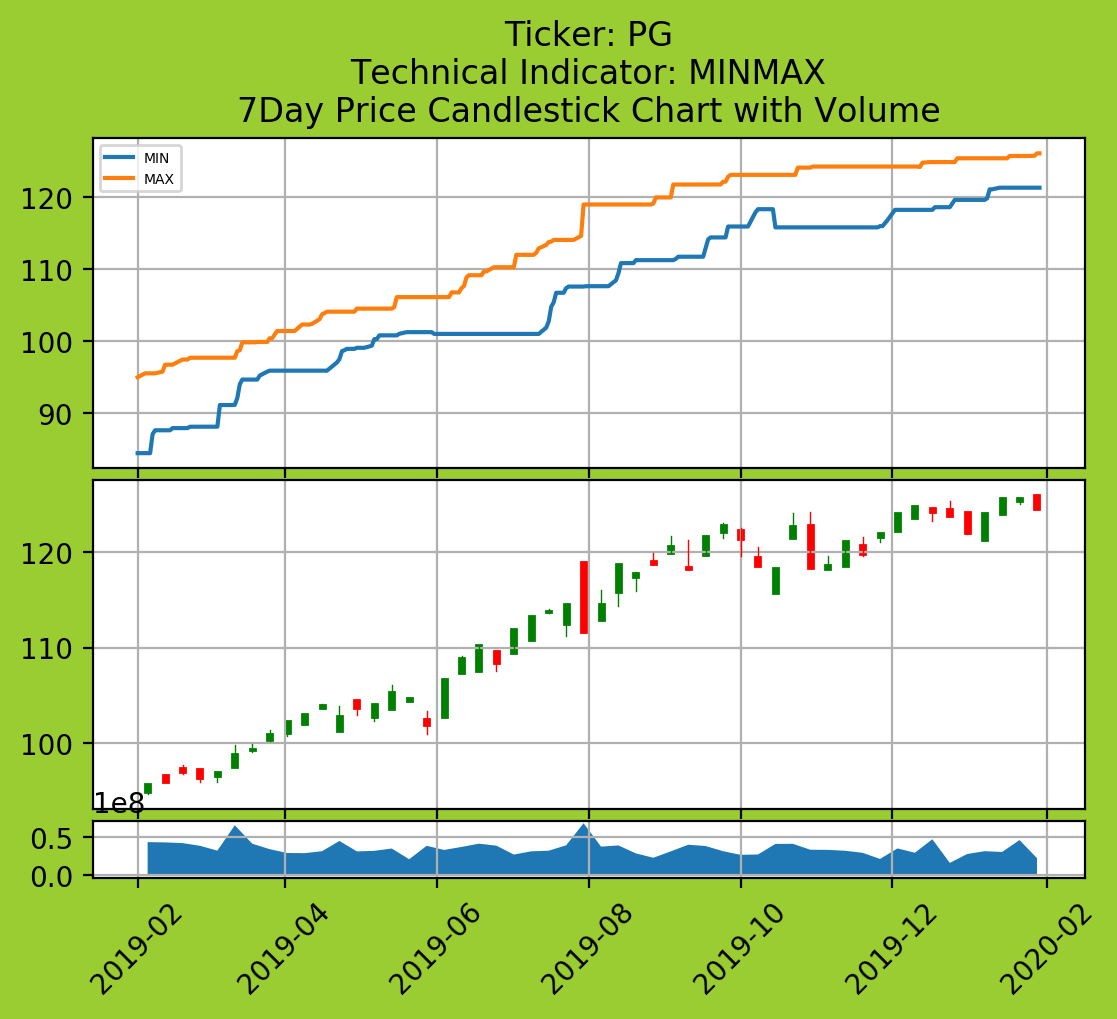 Ticker: PG
Technical Indicator: MINMAX
7Day Price Candlestick Chart with Volume
MIN
MAX
120
110
100
90
120
110
100
1e8
0.5
0.0
2019-02
2019-04
2019-06
2019-08
2019-10
2019-12
2020-02